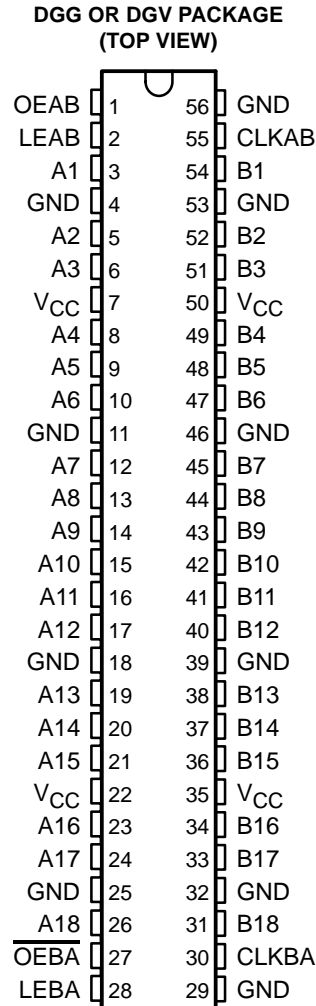 DGG OR DGV PACKAGE
(TOP VIEW)
OEAB 1 56 GND
LEAB 2 55 CLKAB
A1 3 54 B1
GND 4 53 GND
A2 5 52 B2
A3 6 51 B3
VCC 7 50 VCC
A4 8 49 B4
A5 9 48 B5
A6 10 47 B6
GND 11 46 GND
A7 12 45 B7
A8 13 44 B8
A9 14 43 B9
A10 15 42 B10
A11 16 41 B11
A12 17 40 B12
GND 18 39 GND
A13 19 38 B13
A14 20 37 B14
A15 21 36 B15
VCC 22 35 VCC
A16 23 34 B16
A17 24 33 B17
GND 25 32 GND
A18 26 31 B18
OEBA 27 30 CLKBA
LEBA 28 29 GND